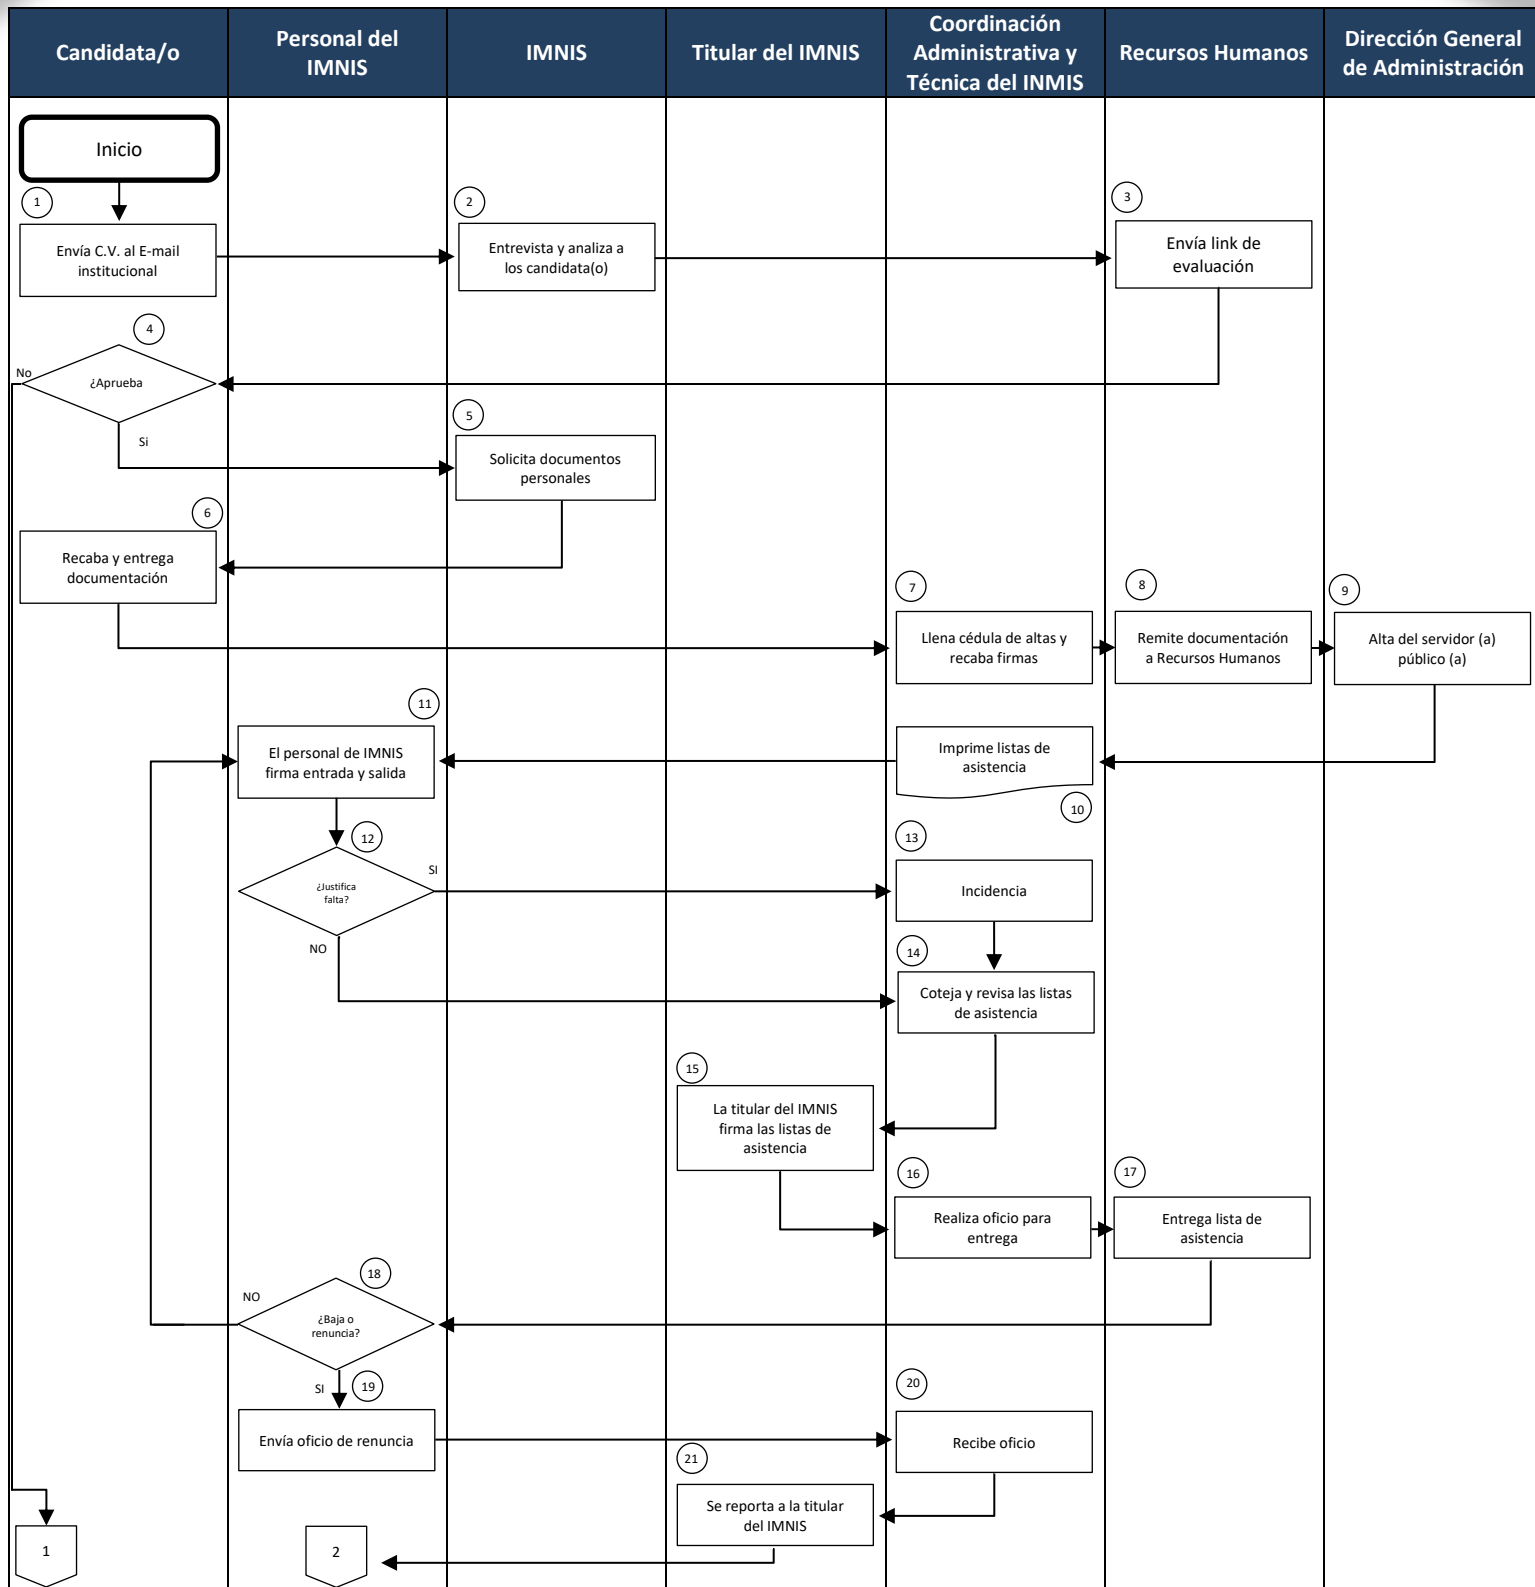 Candidata/o
Personal del
IMNIS
IMNIS
Titular del IMNIS
Coordinación
Administrativa y
Técnica del INMIS
Recursos Humanos
Dirección General
de Administración
Inicio
1
Envía C.V. al E-mail
institucional
2
Entrevista y analiza a
los candidata(o)
3
Envía link de
evaluación
4
¿Aprueba
No
Si
5
Solicita documentos
personales
6
Recaba y entrega
documentación
7
Llena cédula de altas y
recaba firmas
8
Remite documentación
a Recursos Humanos
9
Alta del servidor (a)
público (a)
Imprime listas de
asistencia
10
11
El personal de IMNIS
firma entrada y salida
12
¿Justifica
falta?
SI
NO
13
Incidencia
14
Coteja y revisa las listas
de asistencia
15
La titular del IMNIS
firma las listas de
asistencia
16
Realiza oficio para
entrega
17
Entrega lista de
asistencia
18
¿Baja o
renuncia?
NO
SI
19
Envía oficio de renuncia
20
Recibe oficio
21
Se reporta a la titular
del IMNIS
1
2